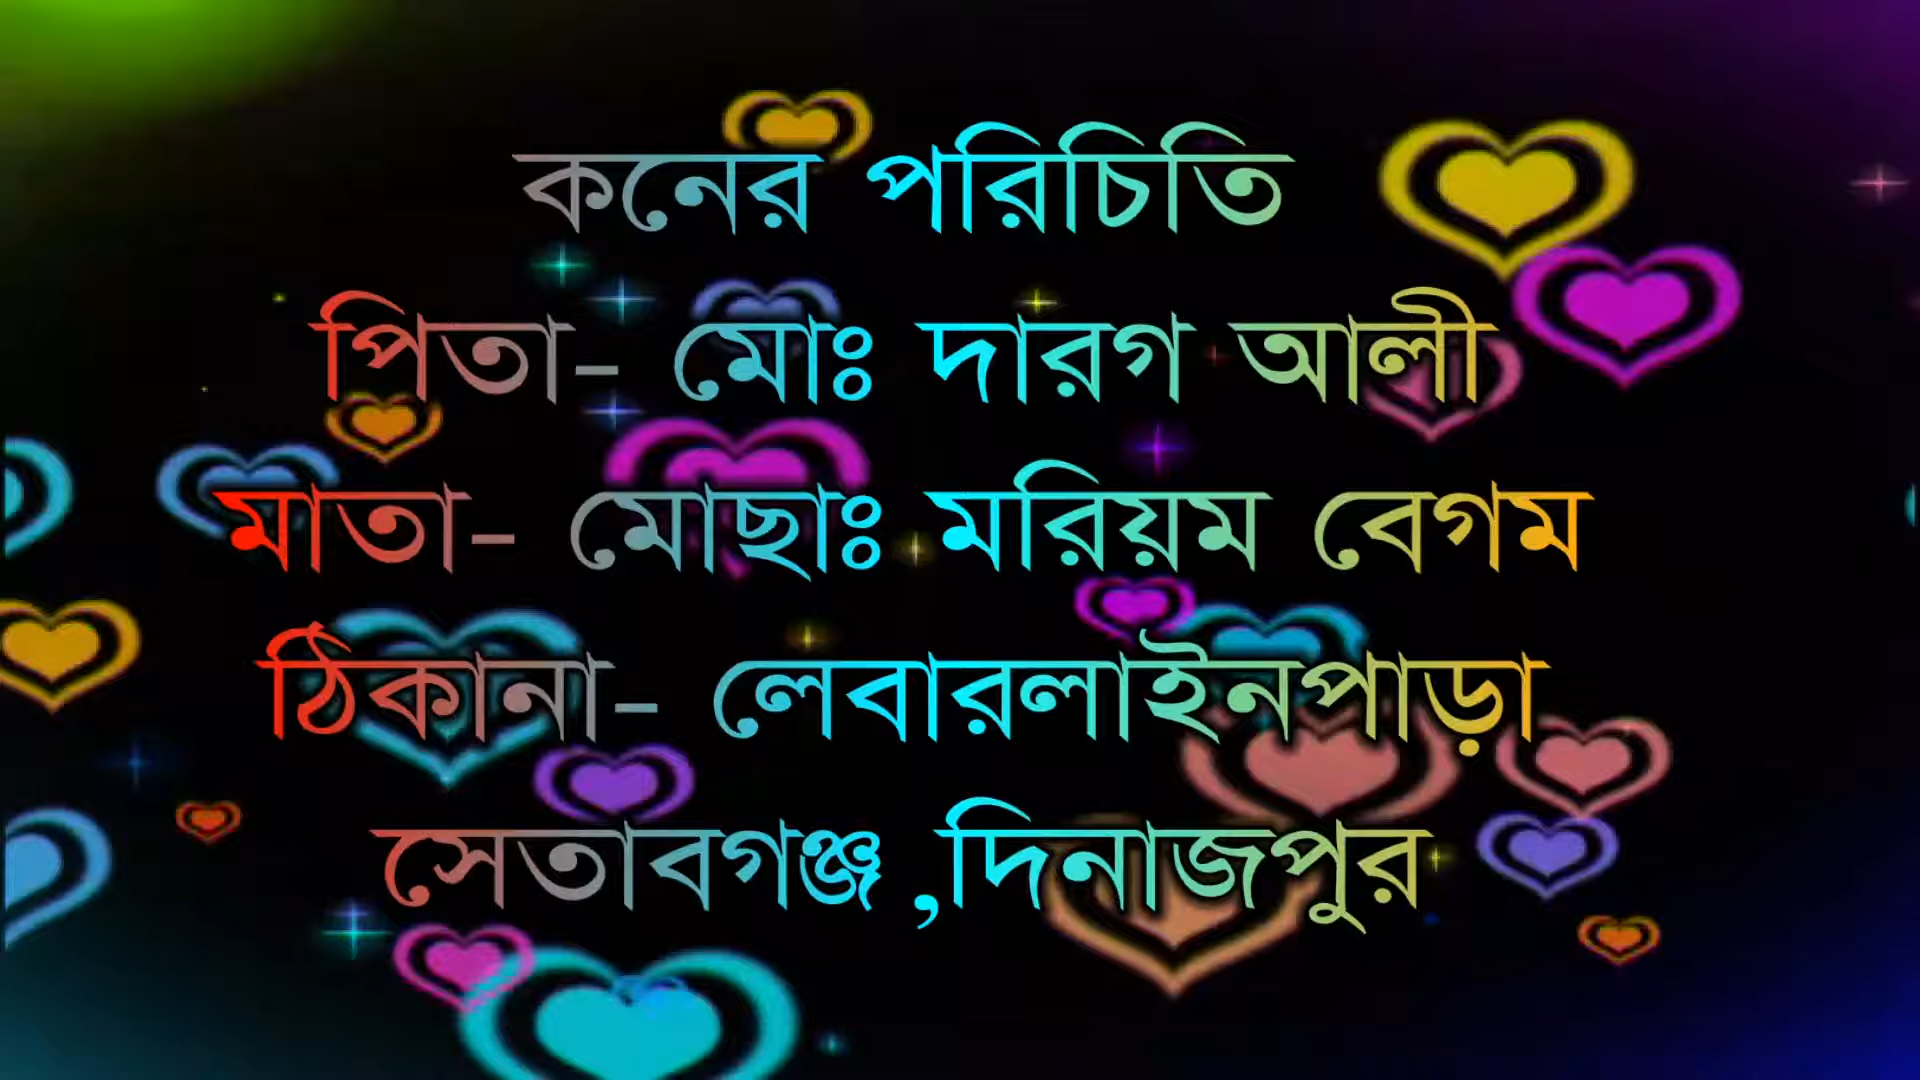 কনের পরিচিতি
পিতা- মোঃ দারগ আলী
মাতা- মোছাঃ মরিয়ম বেগম
ঠিকানা- লেবারলাইনপাড়া
সেতাবগঞ্জ ,দিনাজপুর